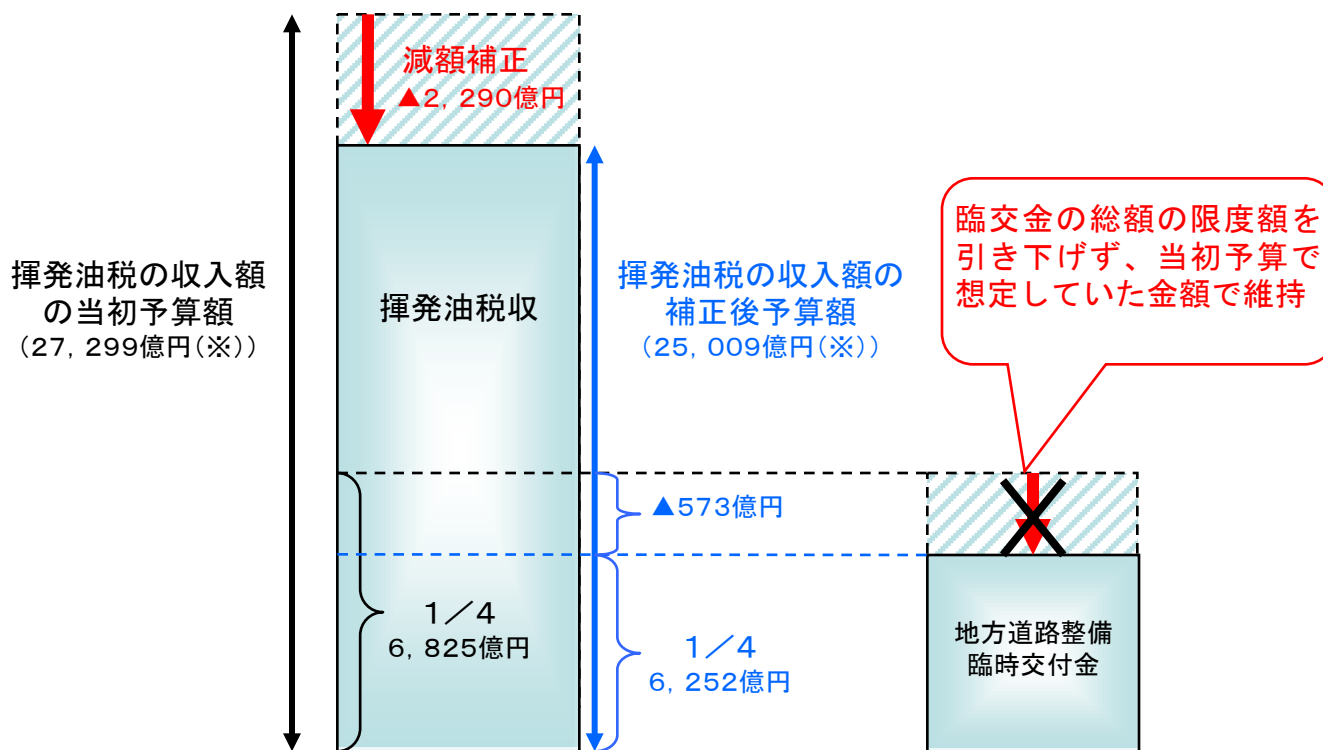 減額補正
▲2,290億円
揮発油税の収入額
の当初予算額
(27,299億円(※))
揮発油税収
揮発油税の収入額の
補正後予算額
(25,009億円(※))
臨交金の総額の限度額を
引き下げず、当初予算で
想定していた金額で維持
▲573億円
1/4
6,825億円
1/4
6,252億円
地方道路整備
臨時交付金